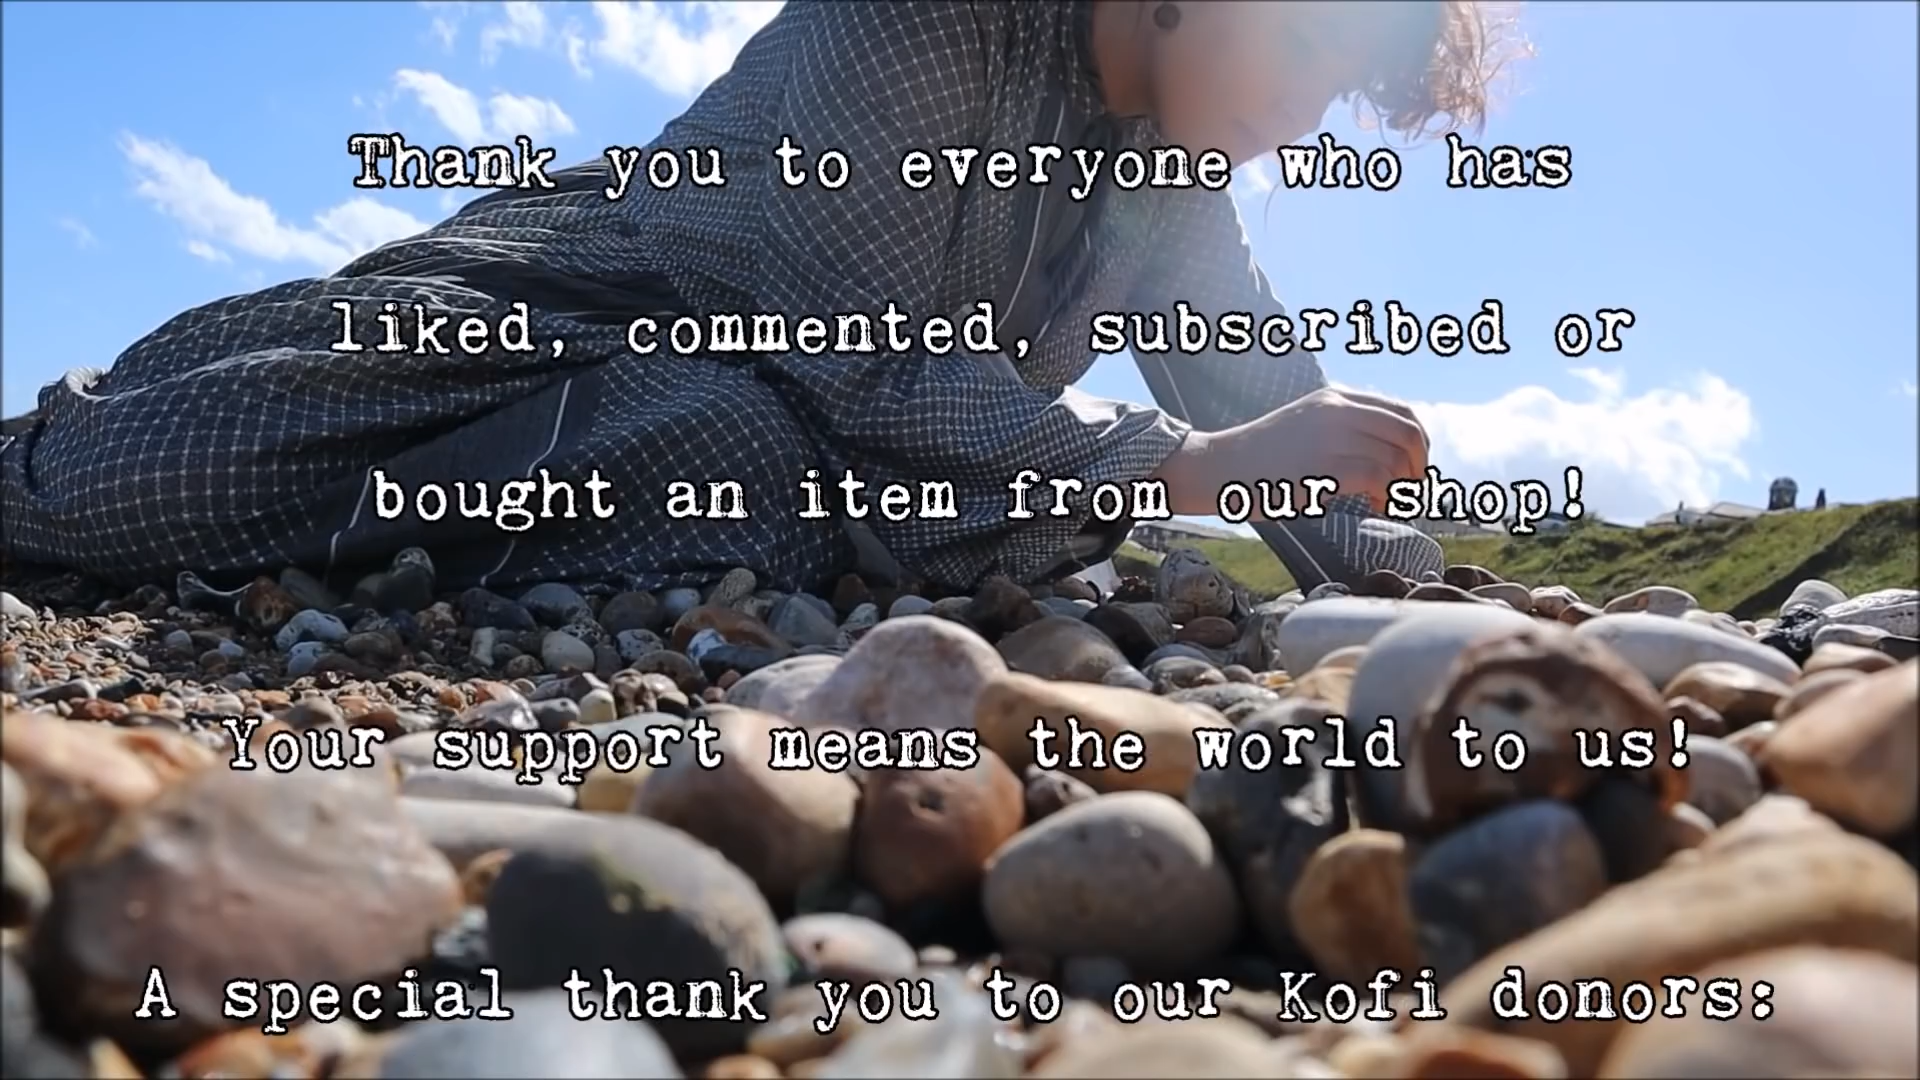 Thank you to everyone who has
liked, commented, subscribed or
bought an item from our shop!
Your support means the world to us!
A special thank you to our Kofi donors: